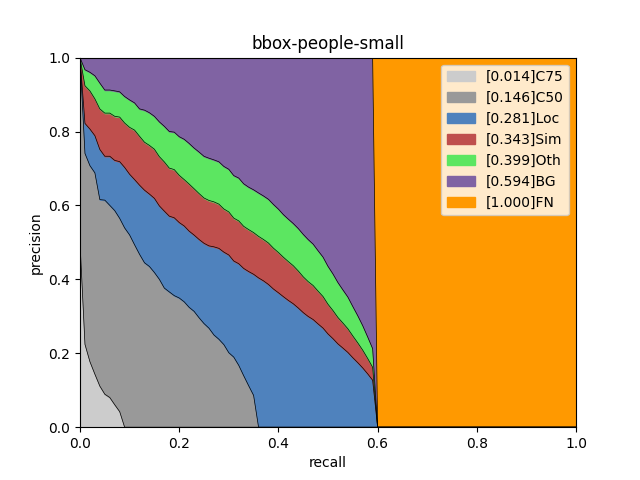 bbox-people-small
1.0
0.8
0.6
0.4
0.2
0.0
precision
[0.014]C75
[0.146]C50
[0.281]Loc
[0.343]Sim
[0.399]Oth
[0.594]BG
[1.000]FN
0.0 0.2 0.4 0.6 0.8 1.0
recall